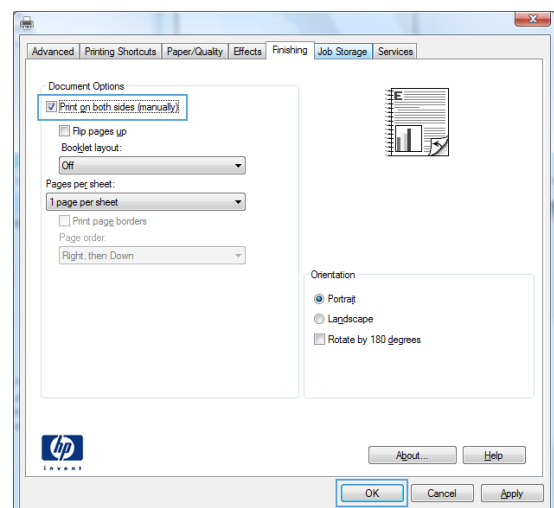 Advanced Printing Shortcuts Paper/Quality Effects Finishing Job Storage Services
Document Options
Print on both sides (manually)
Flip pages up
Booklet layout:
Off
Pages per sheet:
1 page per sheet
Print page borders
Page order:
Right, then Down
E
Orientation
Portrait
Landscape
Rotate by 180 degrees
hp
invent
About... Help
OK Cancel Apply